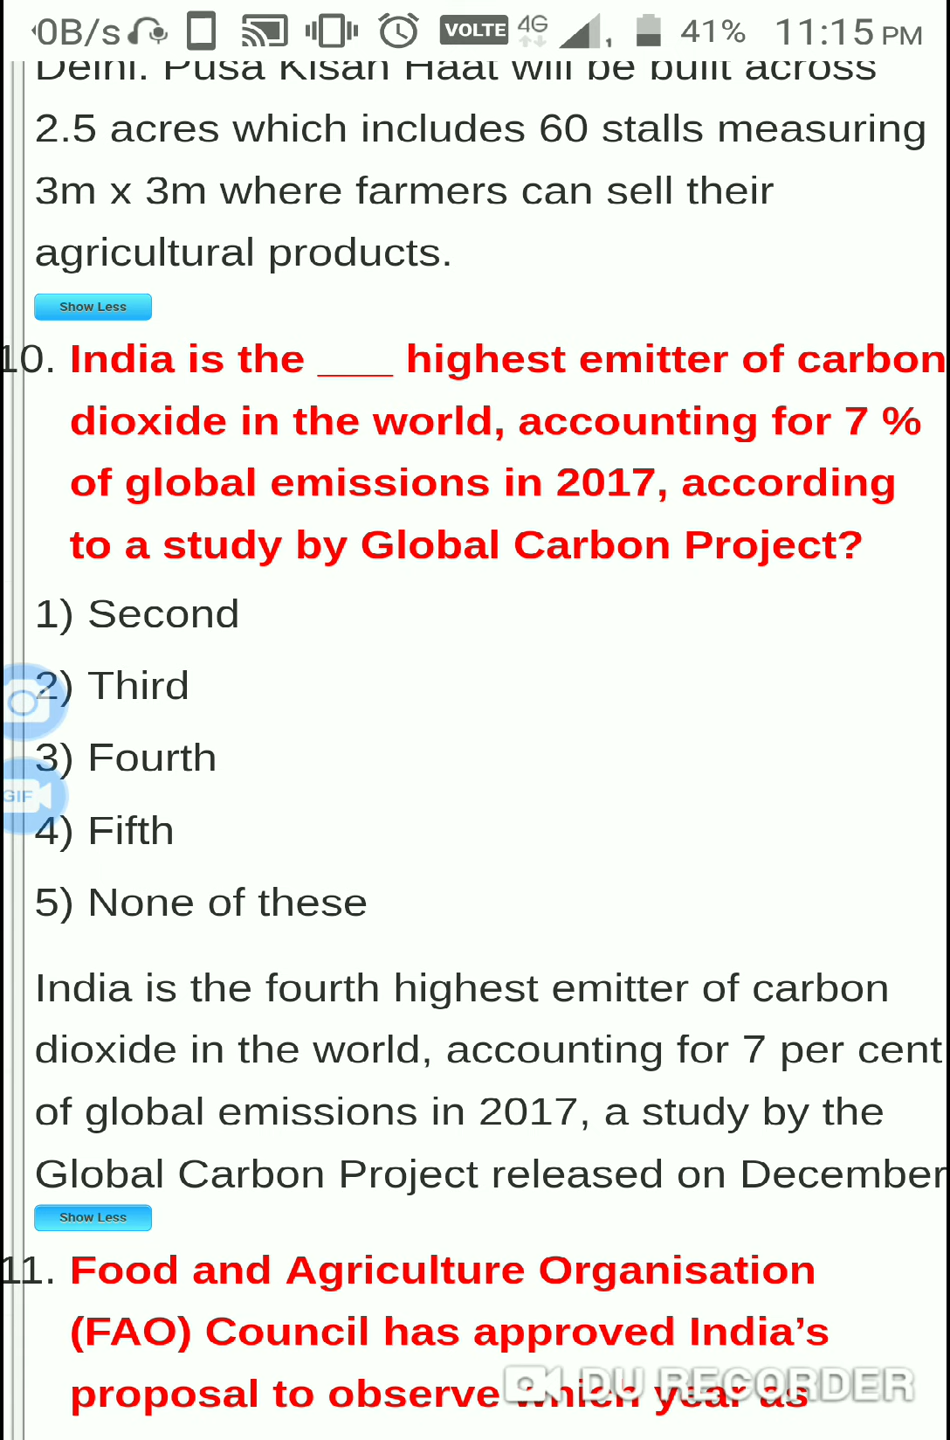 0B/s VOLTE 4G 41% 11:15 PM
Delhi. Pusa Kisan Haat will be built across
2.5 acres which includes 60 stalls measuring
3m x 3m where farmers can sell their
agricultural products.
Show Less
10. India is the ___ highest emitter of carbon
dioxide in the world, accounting for 7 %
of global emissions in 2017, according
to a study by Global Carbon Project?
1) Second
2) Third
3) Fourth
4) Fifth
5) None of these
GIF
India is the fourth highest emitter of carbon
dioxide in the world, accounting for 7 per cent
of global emissions in 2017, a study by the
Global Carbon Project released on December
Show Less
11. Food and Agriculture Organisation
(FAO) Council has approved India’s
proposal to observe which year as
DU RECORDER